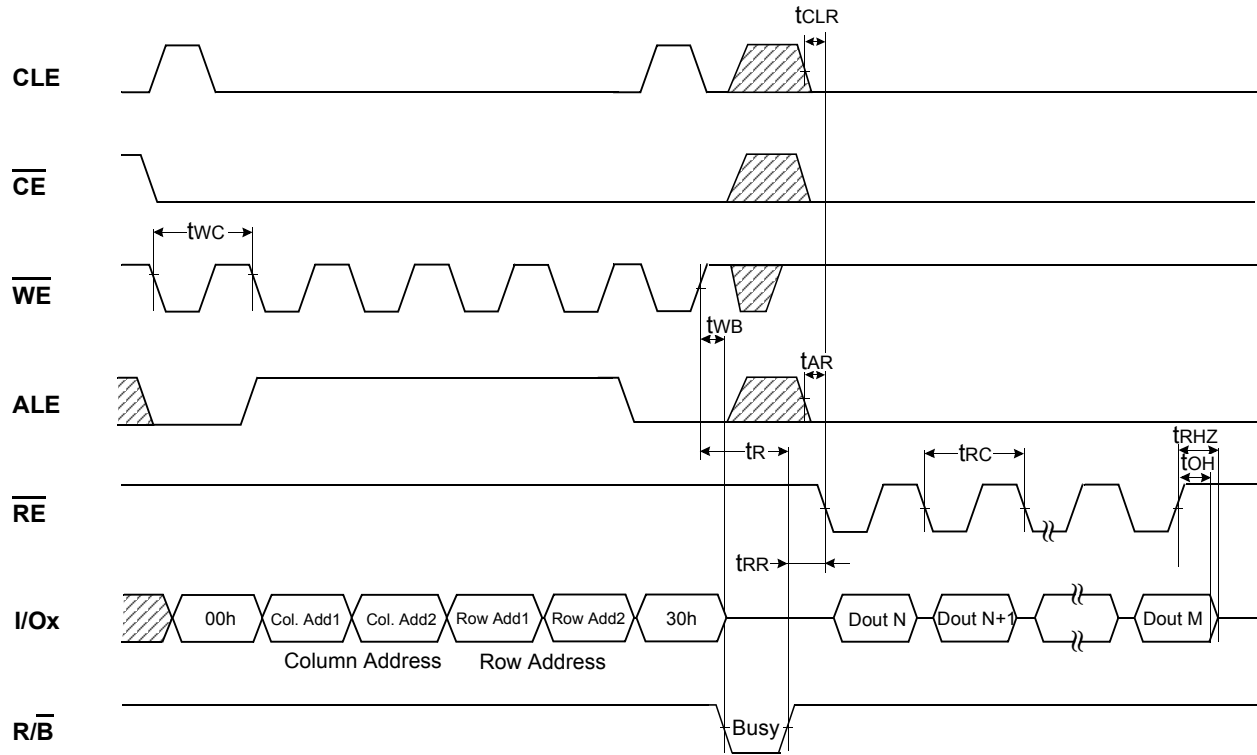 tCLR
CLE
CE
tWC
WE
tWB
tAR
ALE
tR
tRC
tRHZ
tOH
RE
tRR
I/Ox
00h
Col. Add1
Col. Add2
Row Add1
Row Add2
30h
Dout N
Dout N+1
Dout M
Column Address
Row Address
R/B
Busy